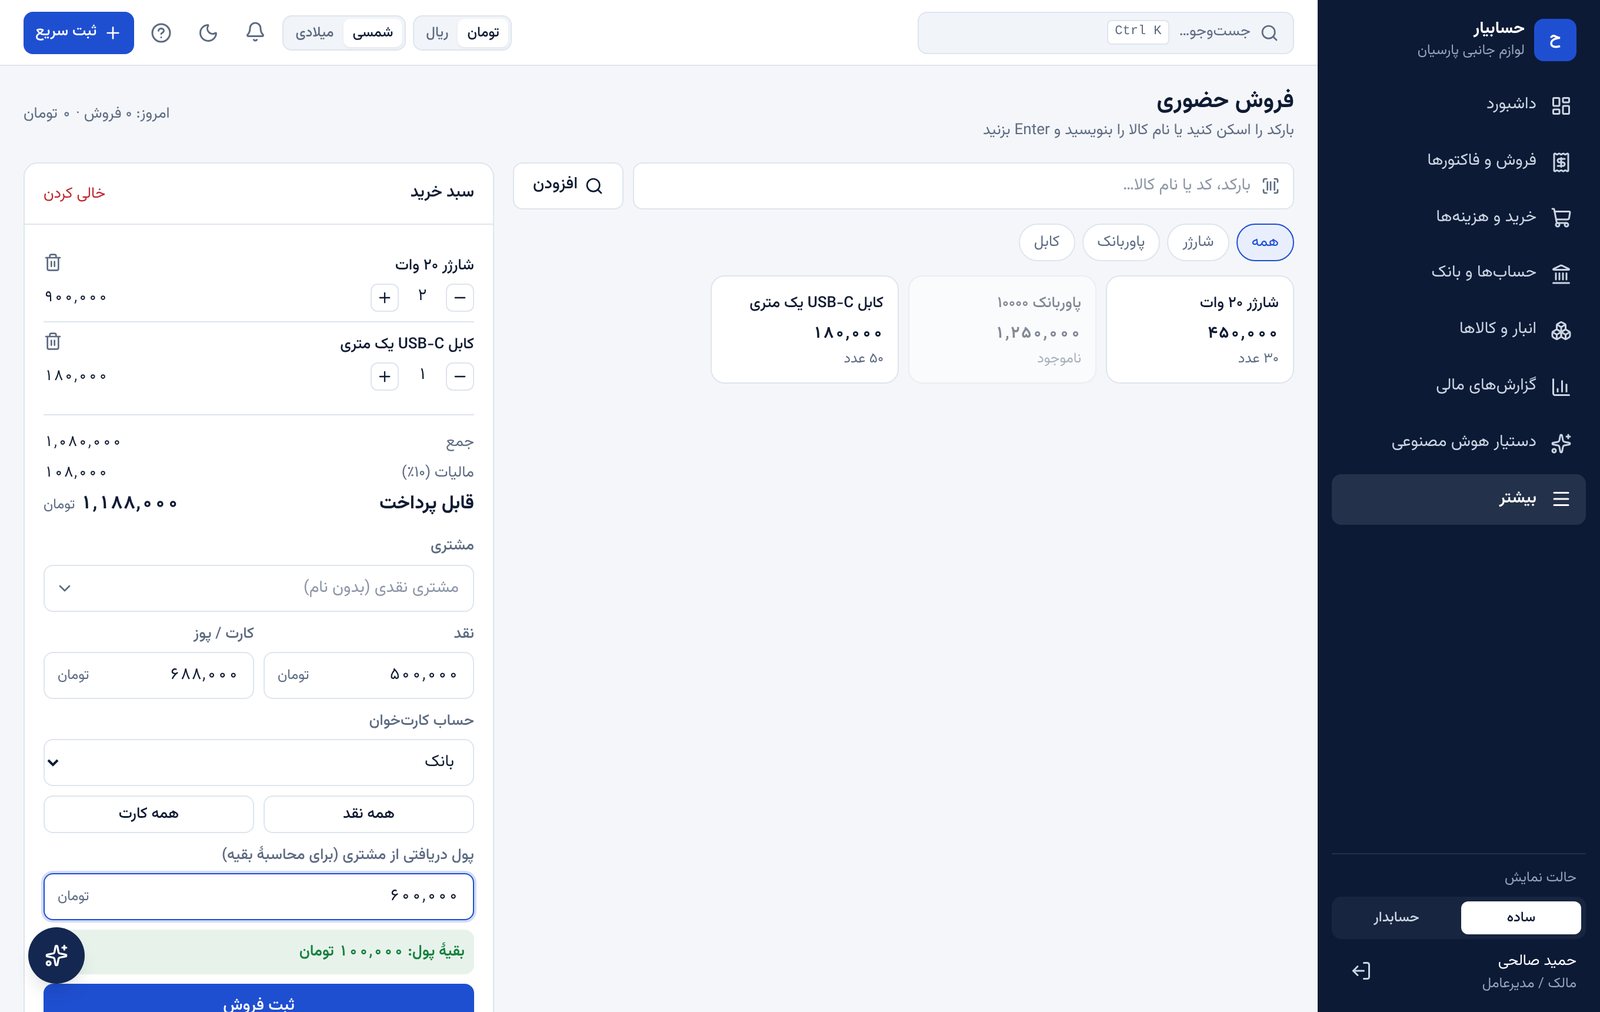 ح
حسابیار
لوازم جانبی پارسیان
داشبورد
فروش و فاکتورها
خرید و هزینه‌ها
حساب‌ها و بانک
انبار و کالاها
گزارش‌های مالی
دستیار هوش مصنوعی
بیشتر
حالت نمایش
ساده
حسابدار
حمید صالحی
مالک / مدیرعامل
جست‌وجو...
Ctrl K
تومان
ریال
شمسی
میلادی
ثبت سریع
فروش حضوری
بارکد را اسکن کنید یا نام کالا را بنویسید و Enter بزنید
امروز: ۰ فروش · ۰ تومان
بارکد، کد یا نام کالا...
افزودن
همه
شارژر
پاوربانک
کابل
شارژر ۲۰ وات
۴۵۰,۰۰۰
۳۰ عدد
پاوربانک ۱۰۰۰۰
۱,۲۵۰,۰۰۰
ناموجود
کابل USB-C یک متری
۱۸۰,۰۰۰
۵۰ عدد
سبد خرید
خالی کردن
شارژر ۲۰ وات
۲
۹۰۰,۰۰۰
کابل USB-C یک متری
۱
۱۸۰,۰۰۰
جمع
۱,۰۸۰,۰۰۰
مالیات (۱۰٪)
۱۰۸,۰۰۰
قابل پرداخت
۱,۱۸۸,۰۰۰ تومان
مشتری
مشتری نقدی (بدون نام)
نقد
کارت / پوز
۵۰۰,۰۰۰ تومان
۶۸۸,۰۰۰ تومان
حساب کارت‌خوان
بانک
همه نقد
همه کارت
پول دریافتی از مشتری (برای محاسبهٔ بقیه)
۶۰۰,۰۰۰ تومان
بقیهٔ پول: ۱۰۰,۰۰۰ تومان
ثبت فروش